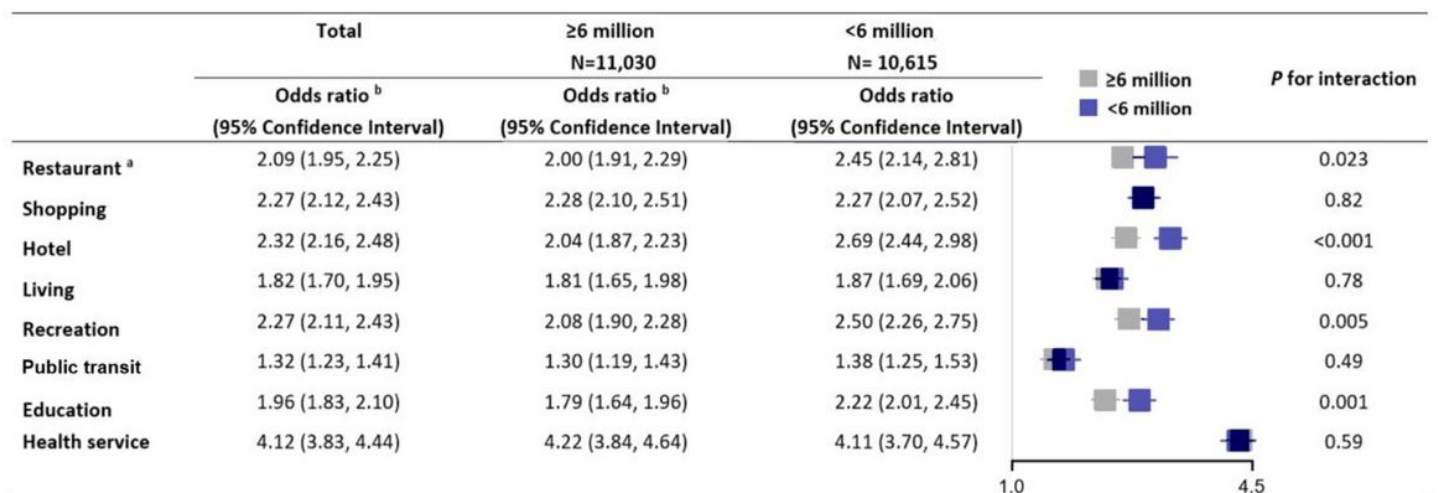 Total ≥6 million <6 million
N=11,030 N= 10,615
≥6 million P for interaction
<6 million
Odds ratio b Odds ratio b Odds ratio
(95% Confidence Interval) (95% Confidence Interval) (95% Confidence Interval)
Restaurant a 2.09 (1.95, 2.25) 2.00 (1.91, 2.29) 2.45 (2.14, 2.81) 0.023
Shopping 2.27 (2.12, 2.43) 2.28 (2.10, 2.51) 2.27 (2.07, 2.52) 0.82
Hotel 2.32 (2.16, 2.48) 2.04 (1.87, 2.23) 2.69 (2.44, 2.98) <0.001
Living 1.82 (1.70, 1.95) 1.81 (1.65, 1.98) 1.87 (1.69, 2.06) 0.78
Recreation 2.27 (2.11, 2.43) 2.08 (1.90, 2.28) 2.50 (2.26, 2.75) 0.005
Public transit 1.32 (1.23, 1.41) 1.30 (1.19, 1.43) 1.38 (1.25, 1.53) 0.49
Education 1.96 (1.83, 2.10) 1.79 (1.64, 1.96) 2.22 (2.01, 2.45) 0.001
Health service 4.12 (3.83, 4.44) 4.22 (3.84, 4.64) 4.11 (3.70, 4.57) 0.59
1.0 4.5